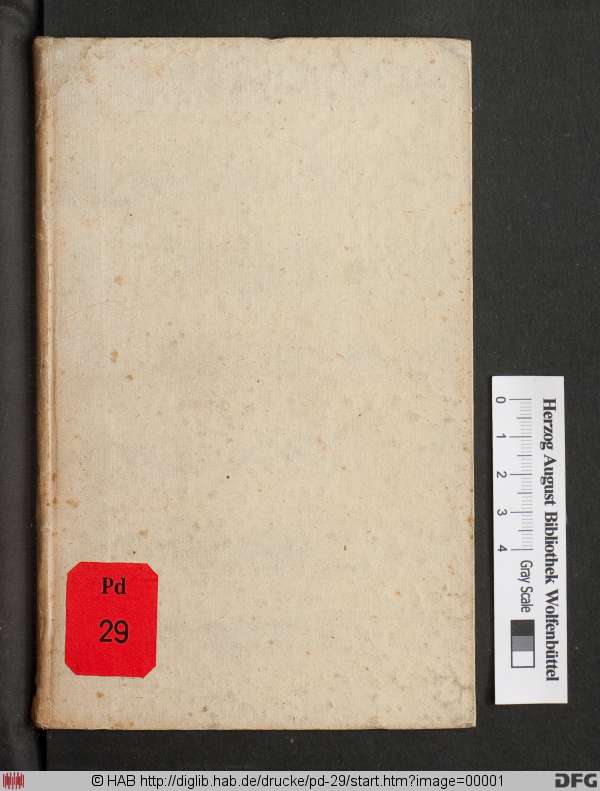 Pd
29
Herzog August Bibliothek Wolfenbüttel
0 1 2 3 4 Gray Scale
© HAB http://diglib.hab.de/drucke/pd-29/start.htm?image=00001
DFG